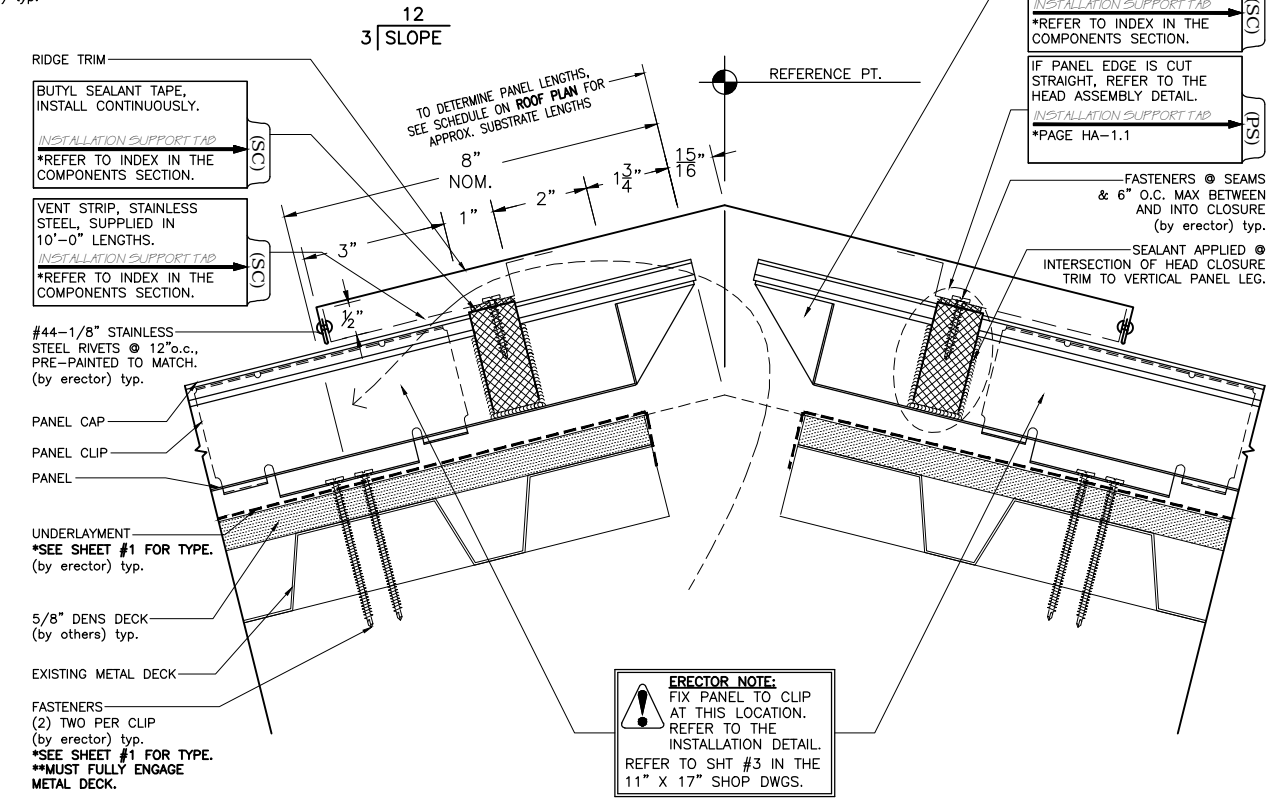 typ.
12
3 SLOPE
RIDGE TRIM
BUTYL SEALANT TAPE,
INSTALL CONTINUOUSLY.
INSTALLATION SUPPORT TAB
(SC)
*REFER TO INDEX IN THE
COMPONENTS SECTION.
VENT STRIP, STAINLESS
STEEL, SUPPLIED IN
10'-0" LENGTHS.
INSTALLATION SUPPORT TAB
(SC)
*REFER TO INDEX IN THE
COMPONENTS SECTION.
#44-1/8" STAINLESS
STEEL RIVETS @ 12"o.c.,
PRE-PAINTED TO MATCH.
(by erector) typ.
PANEL CAP
PANEL CLIP
PANEL
UNDERLAYMENT
*SEE SHEET #1 FOR TYPE.
(by erector) typ.
5/8" DENS DECK
(by others) typ.
EXISTING METAL DECK
FASTENERS
(2) TWO PER CLIP
(by erector) typ.
*SEE SHEET #1 FOR TYPE.
**MUST FULLY ENGAGE
METAL DECK.
TO DETERMINE PANEL LENGTHS,
SEE SCHEDULE ON ROOF PLAN FOR
APPROX. SUBSTRATE LENGTHS
8"
NOM.
3"
1"
2"
1 3/4"
15/16"
1/2"
REFERENCE PT.
INSTALLATION SUPPORT TAB
(SC)
*REFER TO INDEX IN THE
COMPONENTS SECTION.
IF PANEL EDGE IS CUT
STRAIGHT, REFER TO THE
HEAD ASSEMBLY DETAIL.
INSTALLATION SUPPORT TAB
(PS)
*PAGE HA-1.1
FASTENERS @ SEAMS
& 6" O.C. MAX BETWEEN
AND INTO CLOSURE
(by erector) typ.
SEALANT APPLIED @
INTERSECTION OF HEAD CLOSURE
TRIM TO VERTICAL PANEL LEG.
ERECTOR NOTE:
FIX PANEL TO CLIP
AT THIS LOCATION.
REFER TO THE
INSTALLATION DETAIL.
REFER TO SHT #3 IN THE
11" X 17" SHOP DWGS.